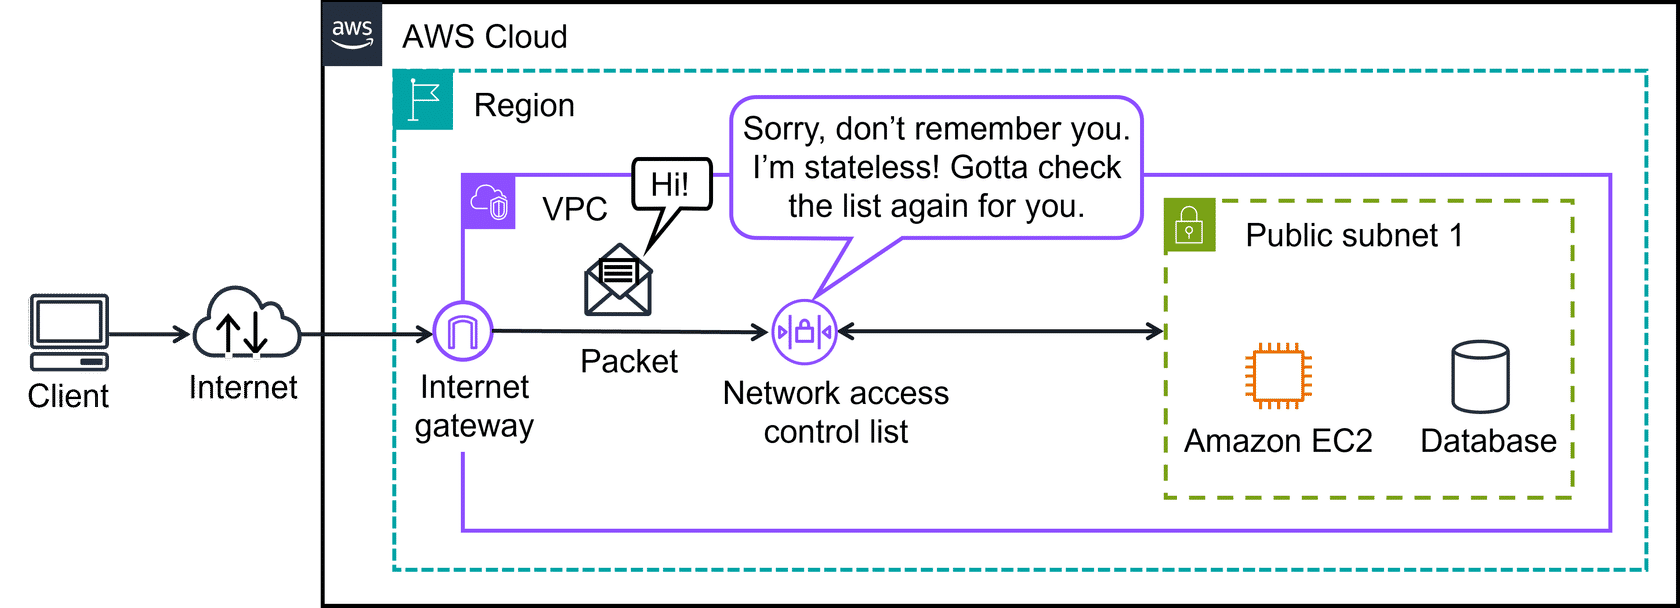 aws
AWS Cloud
Region
Sorry, don’t remember you.
I’m stateless! Gotta check
the list again for you.
Hi!
VPC
Public subnet 1
Packet
Client
Internet
Internet
gateway
Network access
control list
Amazon EC2
Database